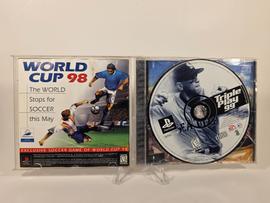 WORLD
CUP 98
The WORLD
Stops for
SOCCER
this May
EXCLUSIVE SOCCER GAME OF WORLD CUP 98
Triple Play
99